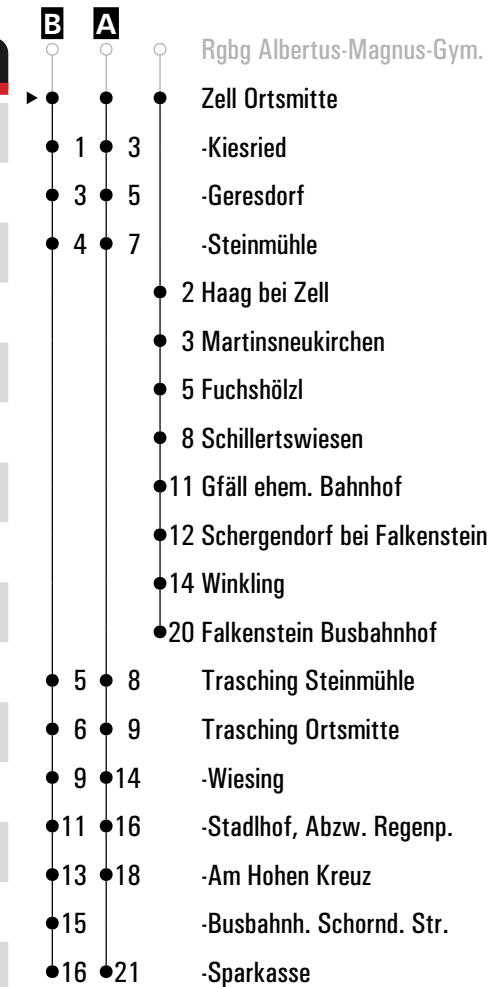 B A
Rgbg Albertus-Magnus-Gym.
Zell Ortsmitte
1 3 -Kiesried
3 5 -Geresdorf
4 7 -Steinmühle
2 Haag bei Zell
3 Martinsneukirchen
5 Fuchshölzl
8 Schillertswiesen
11 Gfäll ehem. Bahnhof
12 Schergendorf bei Falkenstein
14 Winkling
20 Falkenstein Busbahnhof
5 8 Trasching Steinmühle
6 9 Trasching Ortsmitte
9 14 -Wiesing
11 16 -Stadlhof, Abzw. Regenp.
13 18 -Am Hohen Kreuz
15 -Busbahnh. Schornd. Str.
16 21 -Sparkasse